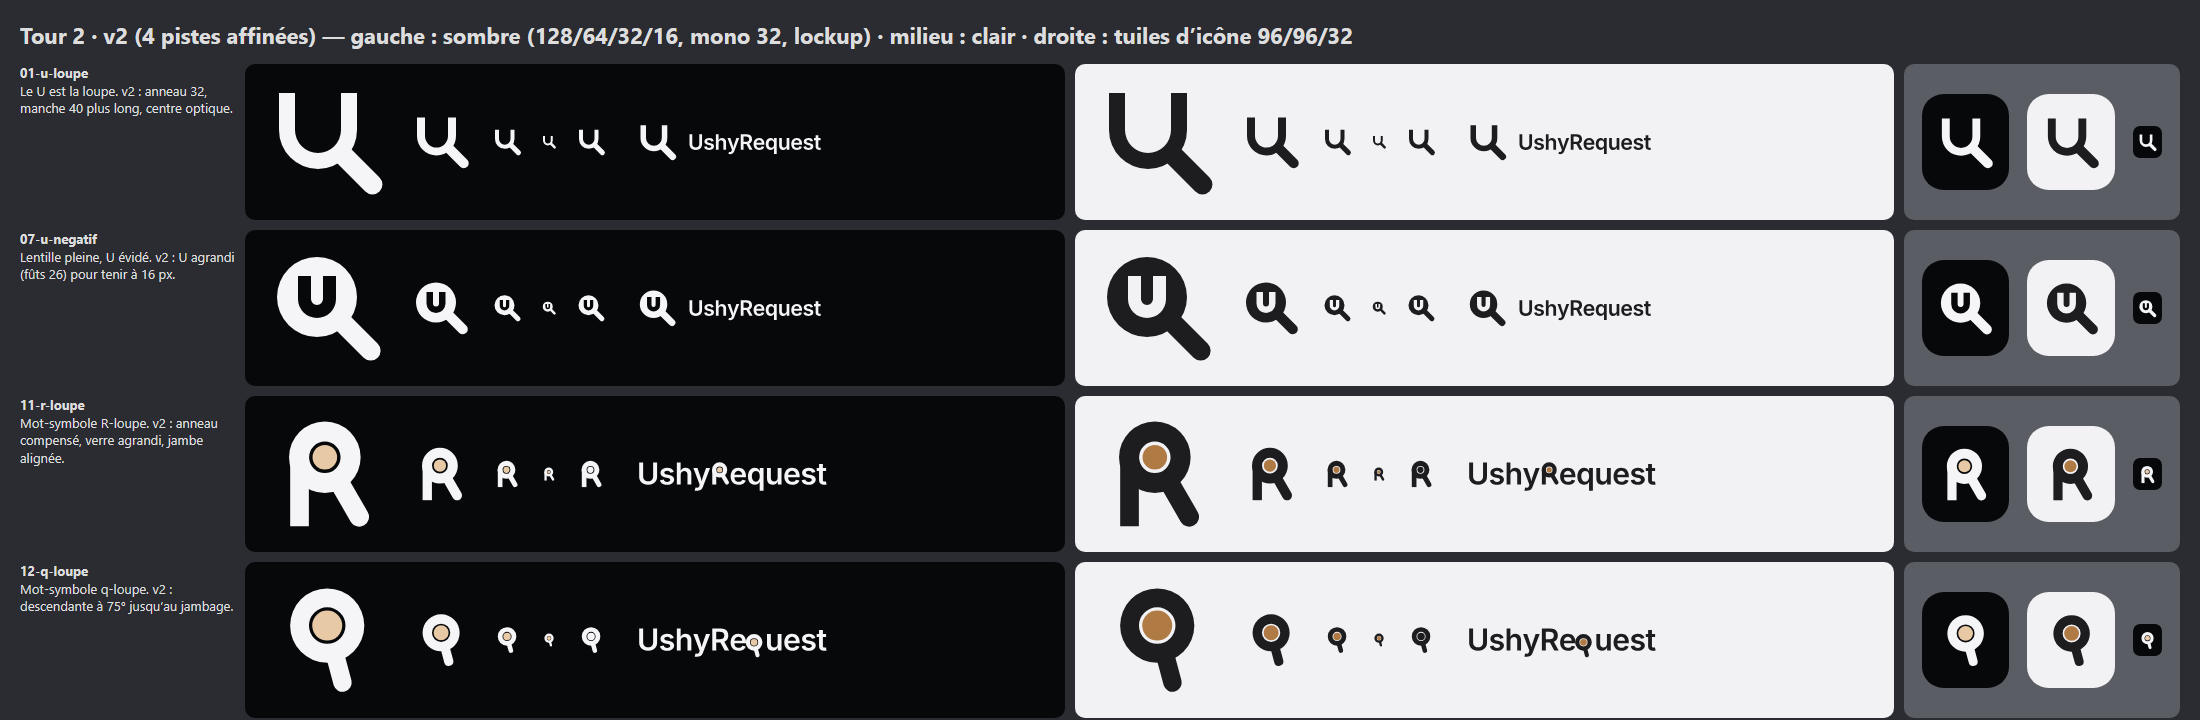 Tour 2 · v2 (4 pistes affinées) — gauche : sombre (128/64/32/16, mono 32, lockup) · milieu : clair · droite : tuiles d’icône 96/96/32
01-u-loupe
Le U est la loupe. v2 : anneau 32,
manche 40 plus long, centre optique.
UshyRequest
UshyRequest
07-u-negatif
Lentille pleine, U évidé. v2 : U agrandi
(fûts 26) pour tenir à 16 px.
UshyRequest
UshyRequest
11-r-loupe
Mot-symbole R-loupe. v2 : anneau
compensé, verre agrandi, jambe
alignée.
UshyRequest
UshyRequest
12-q-loupe
Mot-symbole q-loupe. v2 :
descendante à 75° jusqu’au jambage.
UshyRequest
UshyRequest